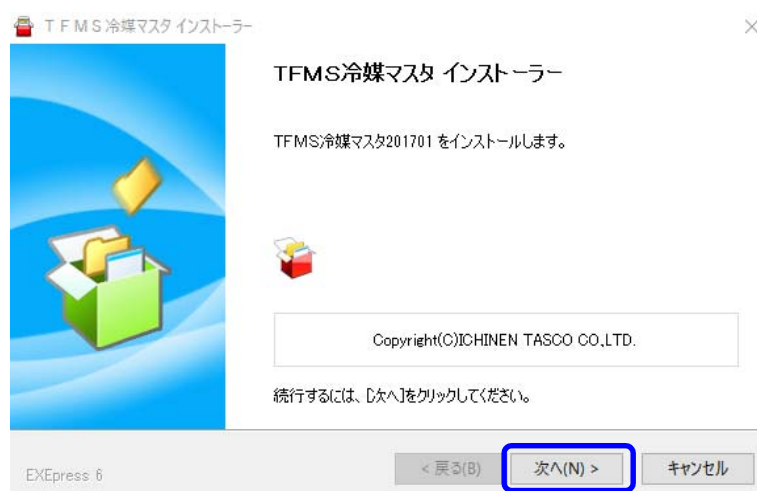 ＴＦＭＳ冷媒マスタ インストーラー
TFMS冷媒マスタ インストーラー
TFMS冷媒マスタ201701 をインストールします。
Copyright(C)ICHINEN TASCO CO,LTD.
続行するには、[次へ]をクリックしてください。
EXEpress 6
< 戻る(B)
次へ(N) >
キャンセル